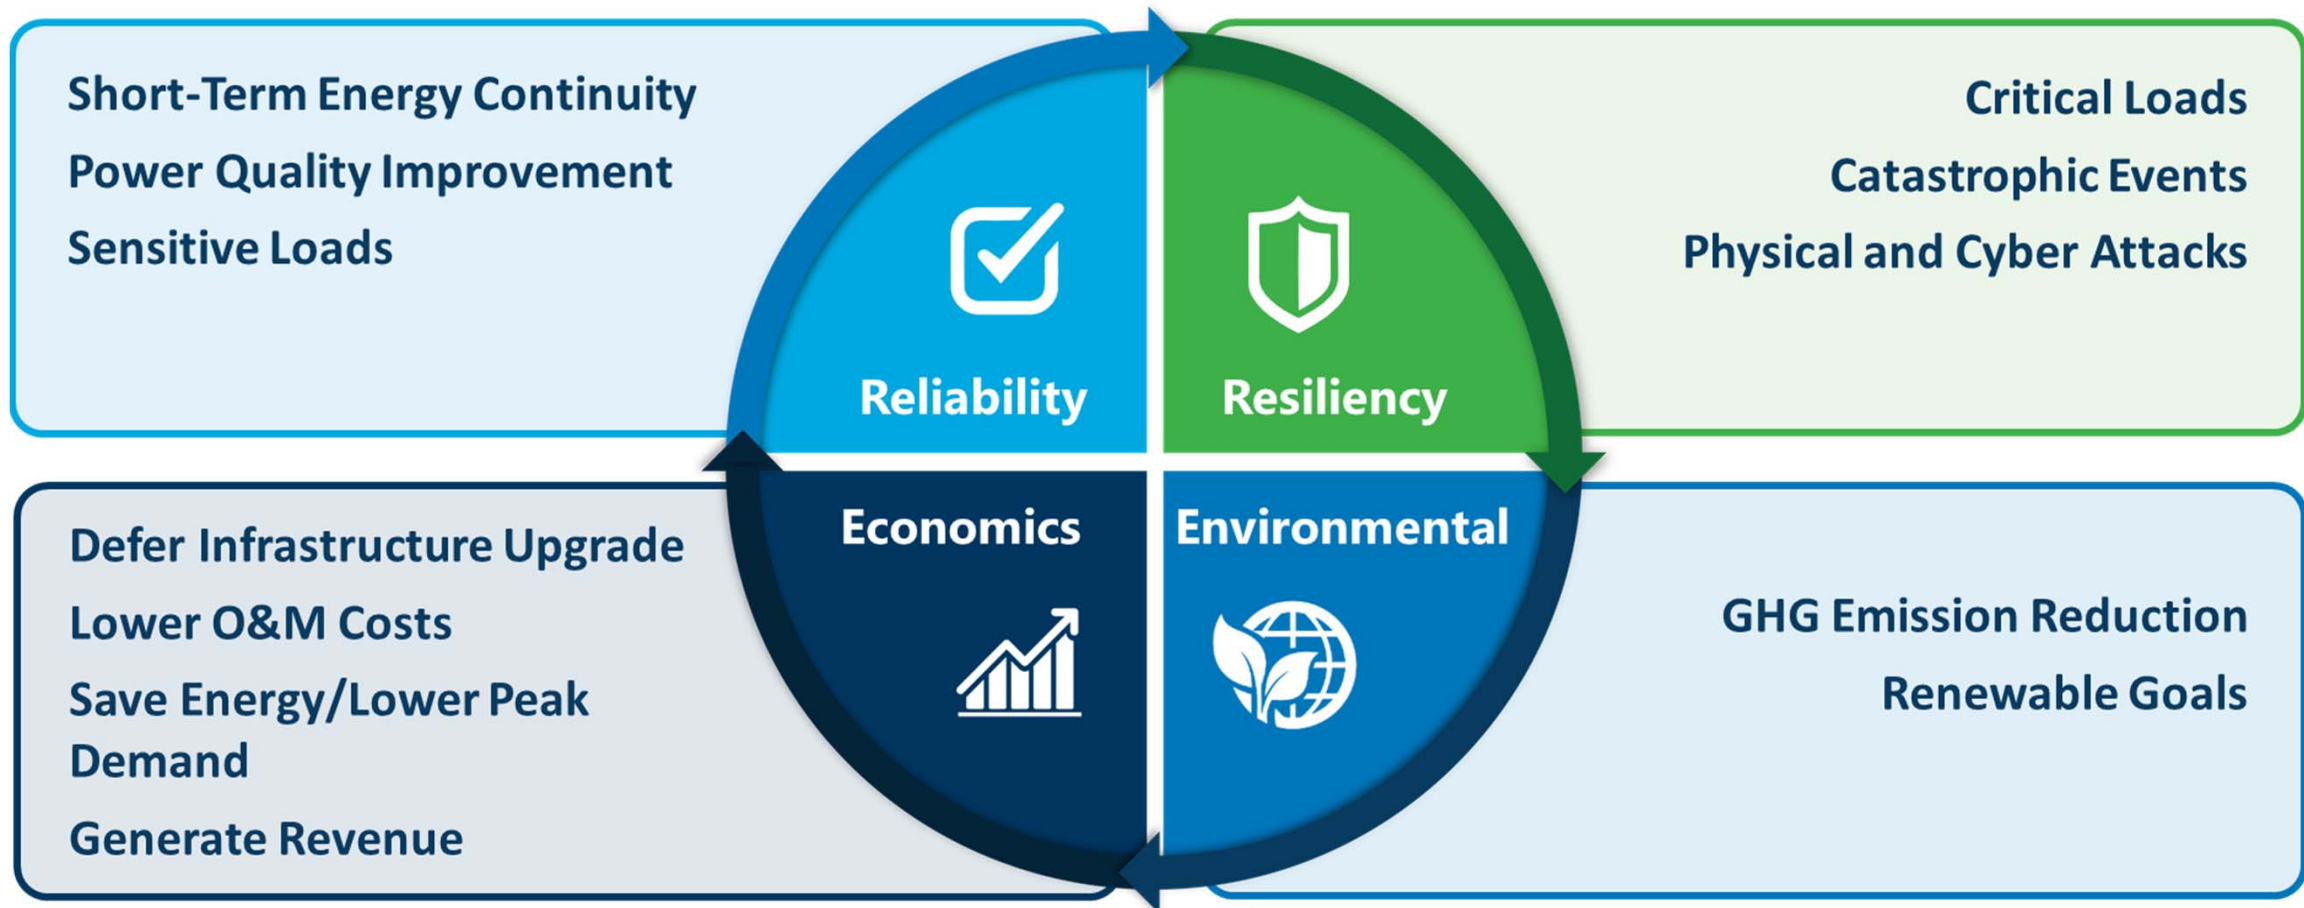 Short-Term Energy Continuity
Power Quality Improvement
Sensitive Loads
Reliability
Resiliency
Critical Loads
Catastrophic Events
Physical and Cyber Attacks
Defer Infrastructure Upgrade
Lower O&M Costs
Save Energy/Lower Peak
Demand
Generate Revenue
Economics
Environmental
GHG Emission Reduction
Renewable Goals